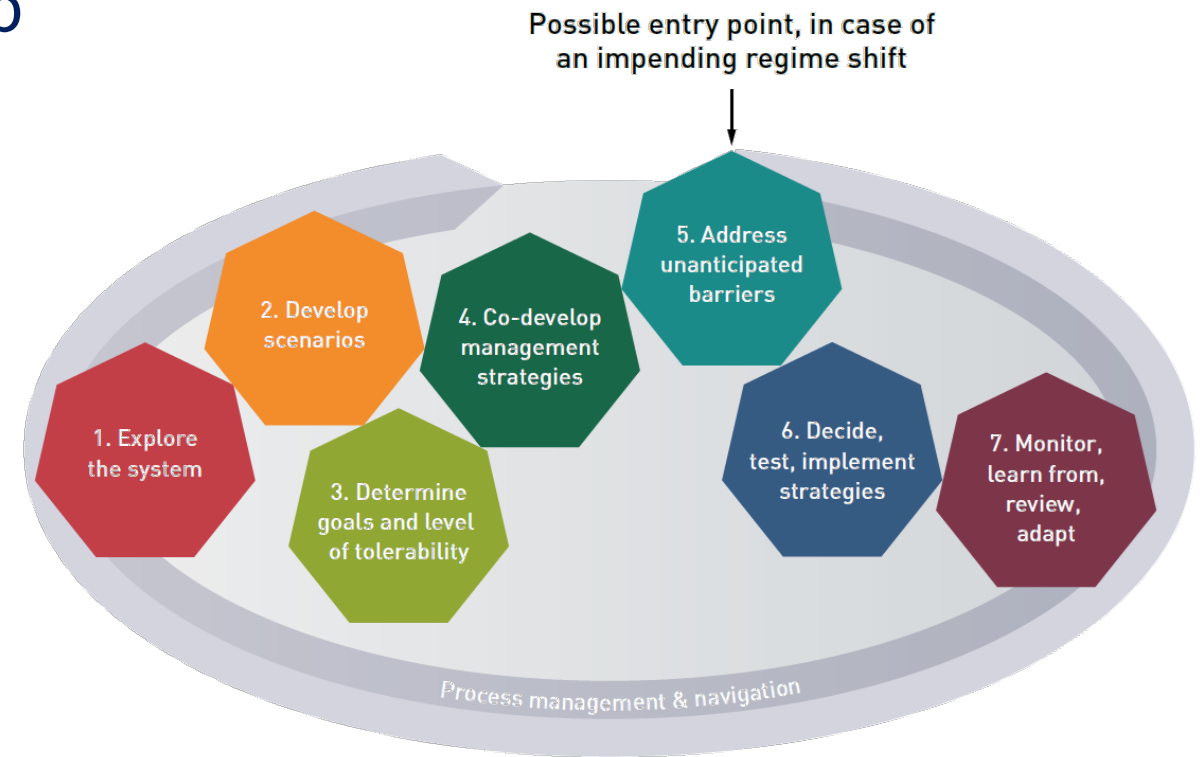 Possible entry point, in case of
an impending regime shift
1. Explore
the system
2. Develop
scenarios
3. Determine
goals and level
of tolerability
4. Co-develop
management
strategies
5. Address
unanticipated
barriers
6. Decide,
test, implement
strategies
7. Monitor,
learn from,
review,
adapt
Process management & navigation